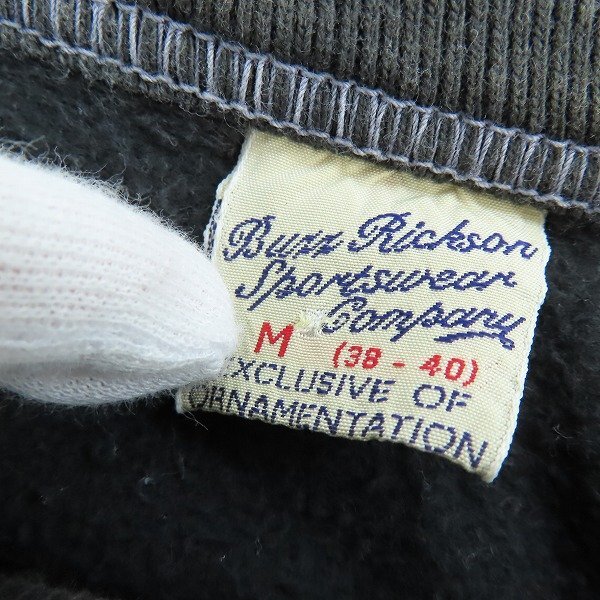 Buzz Rickson
Sportswear
Company
M (38 - 40)
EXCLUSIVE OF
ORNAMENTATION